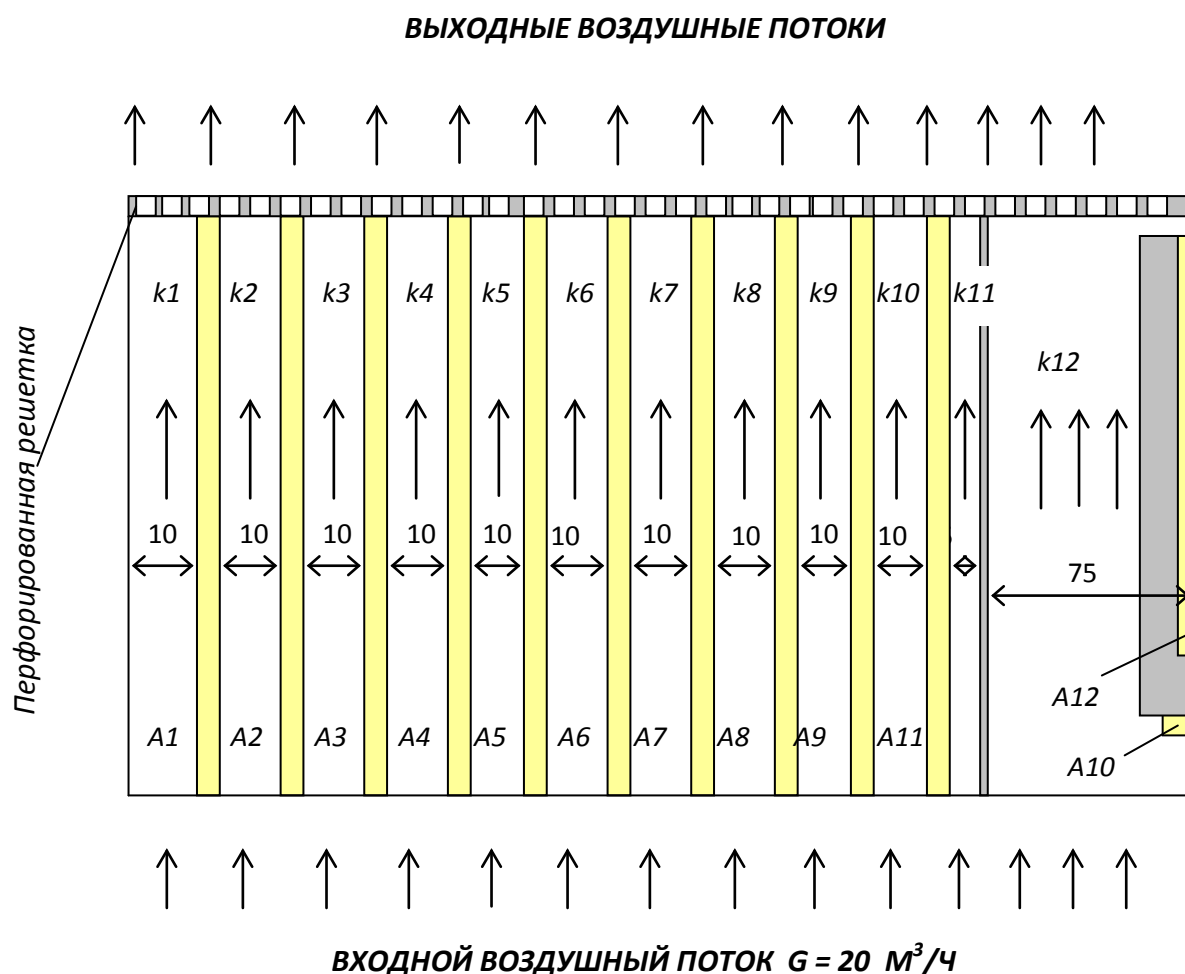 ВЫХОДНЫЕ ВОЗДУШНЫЕ ПОТОКИ
Перфорированная решетка
k1 k2 k3 k4 k5 k6 k7 k8 k9 k10 k11
k12
10 10 10 10 10 10 10 10 10 10
75
A12
A1 A2 A3 A4 A5 A6 A7 A8 A9 A11
A10
ВХОДНОЙ ВОЗДУШНЫЙ ПОТОК G = 20 М³/Ч